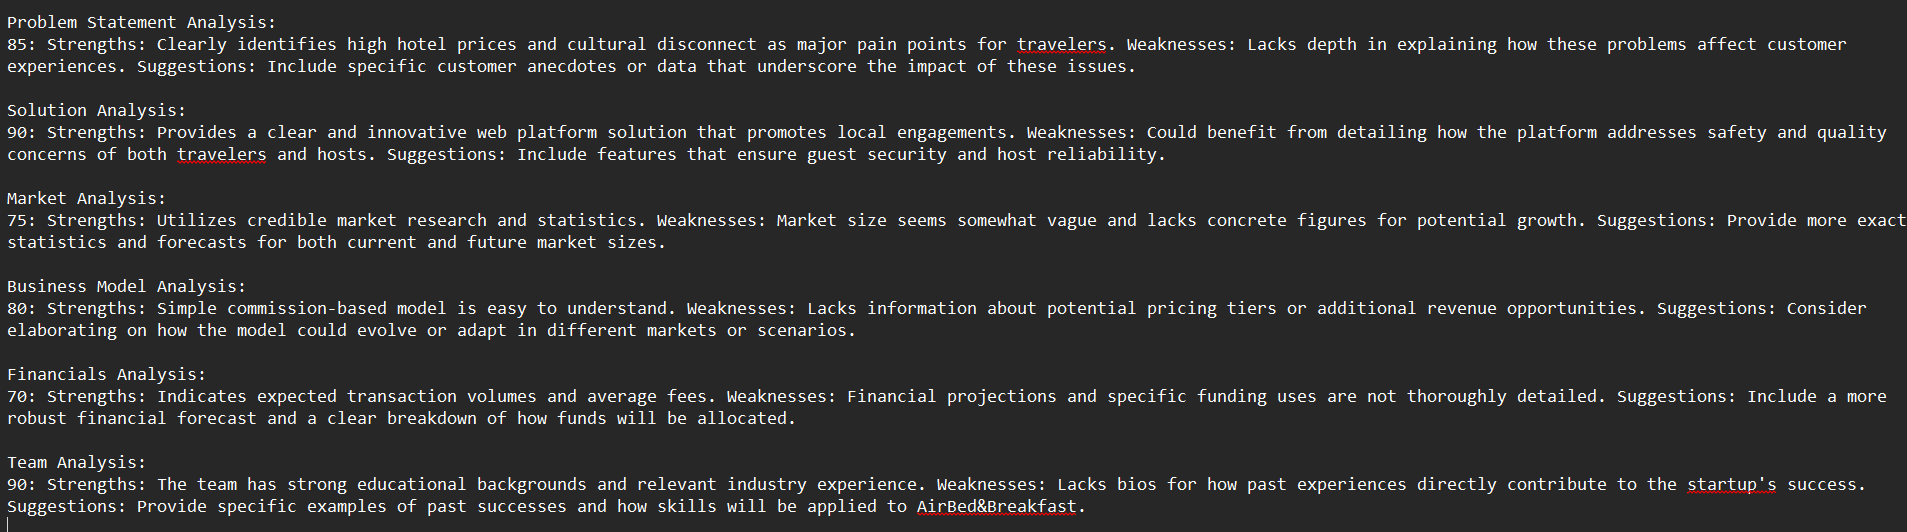 Problem Statement Analysis:
85: Strengths: Clearly identifies high hotel prices and cultural disconnect as major pain points for travelers. Weaknesses: Lacks depth in explaining how these problems affect customer
experiences. Suggestions: Include specific customer anecdotes or data that underscore the impact of these issues.
Solution Analysis:
90: Strengths: Provides a clear and innovative web platform solution that promotes local engagements. Weaknesses: Could benefit from detailing how the platform addresses safety and quality
concerns of both travelers and hosts. Suggestions: Include features that ensure guest security and host reliability.
Market Analysis:
75: Strengths: Utilizes credible market research and statistics. Weaknesses: Market size seems somewhat vague and lacks concrete figures for potential growth. Suggestions: Provide more exact
statistics and forecasts for both current and future market sizes.
Business Model Analysis:
80: Strengths: Simple commission-based model is easy to understand. Weaknesses: Lacks information about potential pricing tiers or additional revenue opportunities. Suggestions: Consider
elaborating on how the model could evolve or adapt in different markets or scenarios.
Financials Analysis:
70: Strengths: Indicates expected transaction volumes and average fees. Weaknesses: Financial projections and specific funding uses are not thoroughly detailed. Suggestions: Include a more
robust financial forecast and a clear breakdown of how funds will be allocated.
Team Analysis:
90: Strengths: The team has strong educational backgrounds and relevant industry experience. Weaknesses: Lacks bios for how past experiences directly contribute to the startup's success.
Suggestions: Provide specific examples of past successes and how skills will be applied to AirBed&Breakfast.